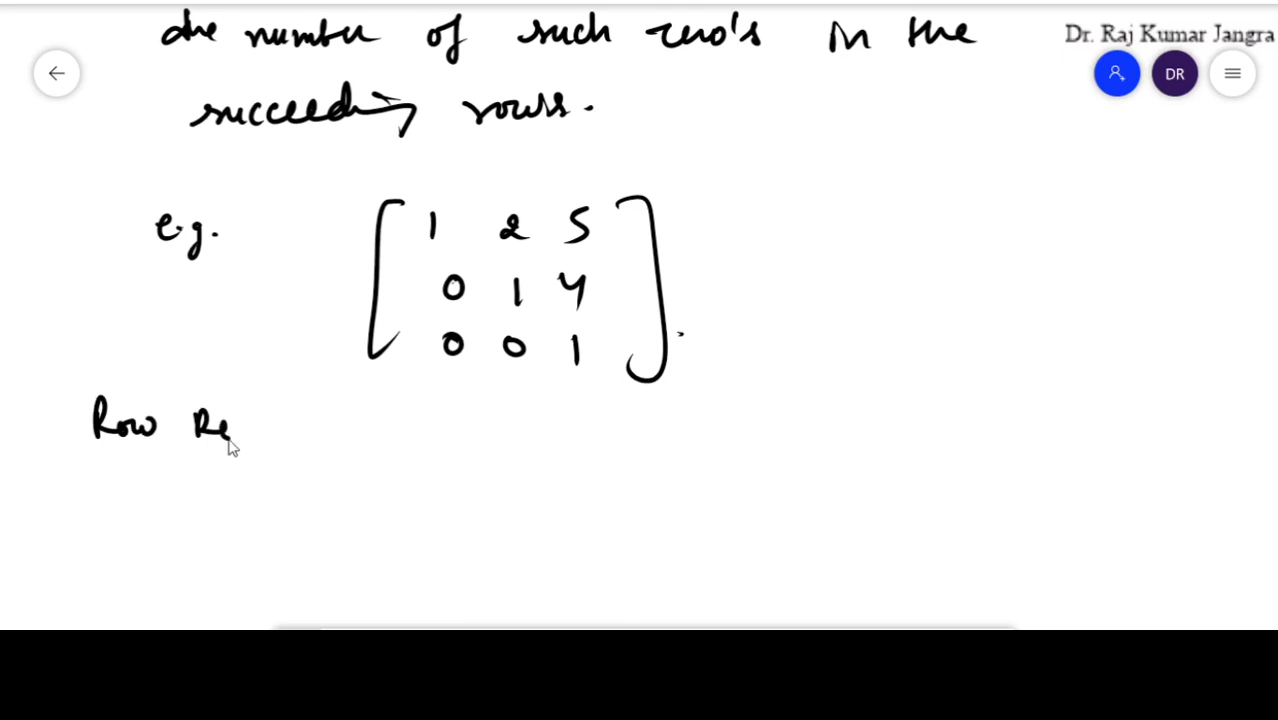 the number of such zero's in the
Dr. Raj Kumar Jangra
DR
succeeding rows.
e.g.
1 2 5
0 1 4
0 0 1
Row Re